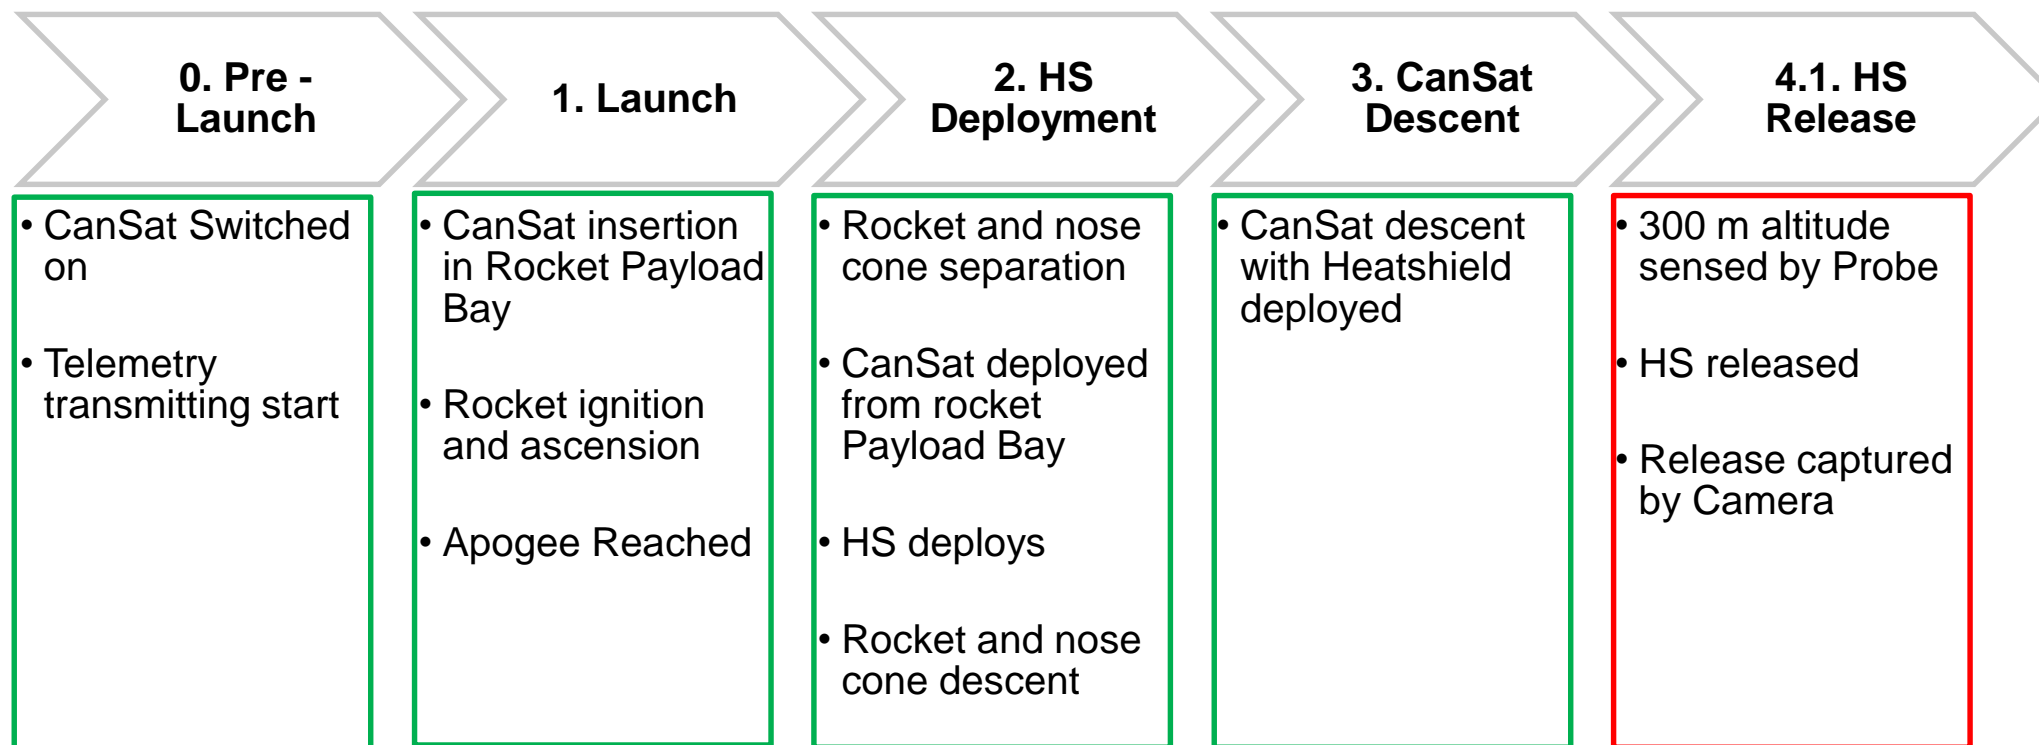 0. Pre -
Launch
1. Launch
2. HS
Deployment
3. CanSat
Descent
4.1. HS
Release
• CanSat Switched
on
• Telemetry
transmitting start
• CanSat insertion
in Rocket Payload
Bay
• Rocket ignition
and ascension
• Apogee Reached
• Rocket and nose
cone separation
• CanSat deployed
from rocket
Payload Bay
• HS deploys
• Rocket and nose
cone descent
• CanSat descent
with Heatshield
deployed
• 300 m altitude
sensed by Probe
• HS released
• Release captured
by Camera